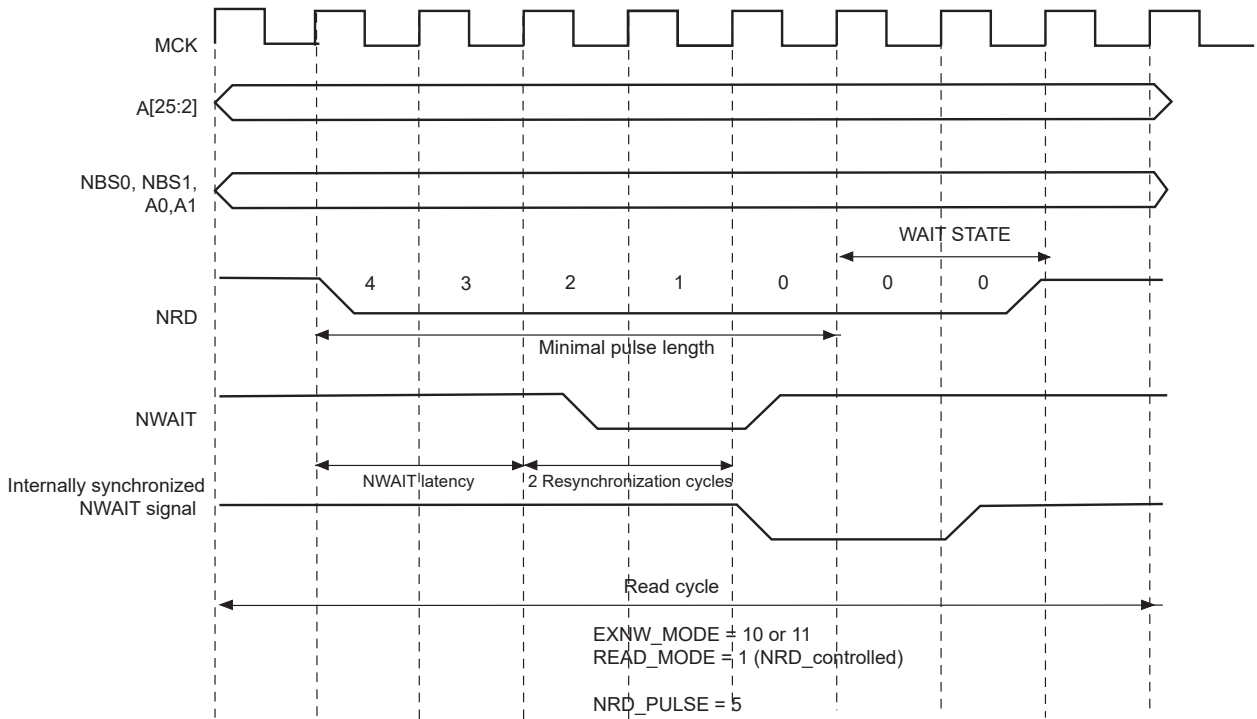 MCK
A[25:2]
NBS0, NBS1,
A0,A1
WAIT STATE
4 3 2 1 0 0 0
NRD
Minimal pulse length
NWAIT
NWAIT latency
2 Resynchronization cycles
Internally synchronized
NWAIT signal
Read cycle
EXNW_MODE = 10 or 11
READ_MODE = 1 (NRD_controlled)
NRD_PULSE = 5